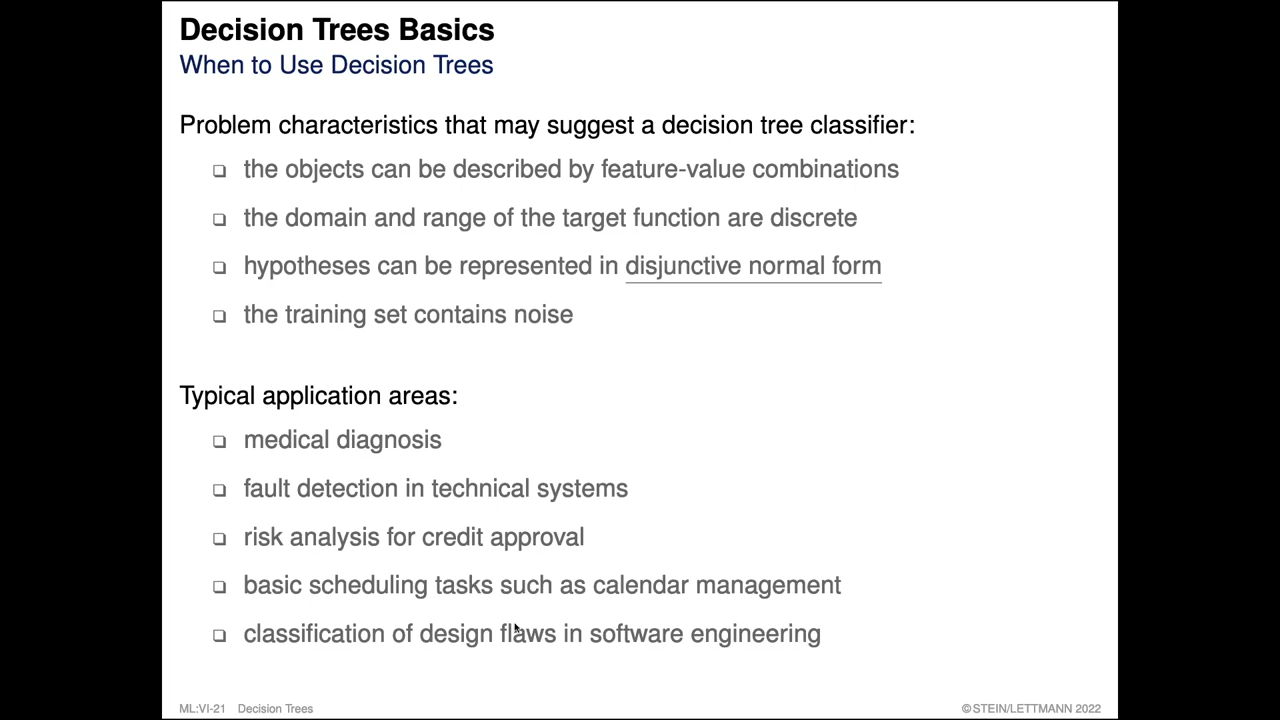 Decision Trees Basics
When to Use Decision Trees
Problem characteristics that may suggest a decision tree classifier:
❑ the objects can be described by feature-value combinations
❑ the domain and range of the target function are discrete
❑ hypotheses can be represented in disjunctive normal form
❑ the training set contains noise
Typical application areas:
❑ medical diagnosis
❑ fault detection in technical systems
❑ risk analysis for credit approval
❑ basic scheduling tasks such as calendar management
❑ classification of design flaws in software engineering
ML:VI-21 Decision Trees ©STEIN/LETTMANN 2022